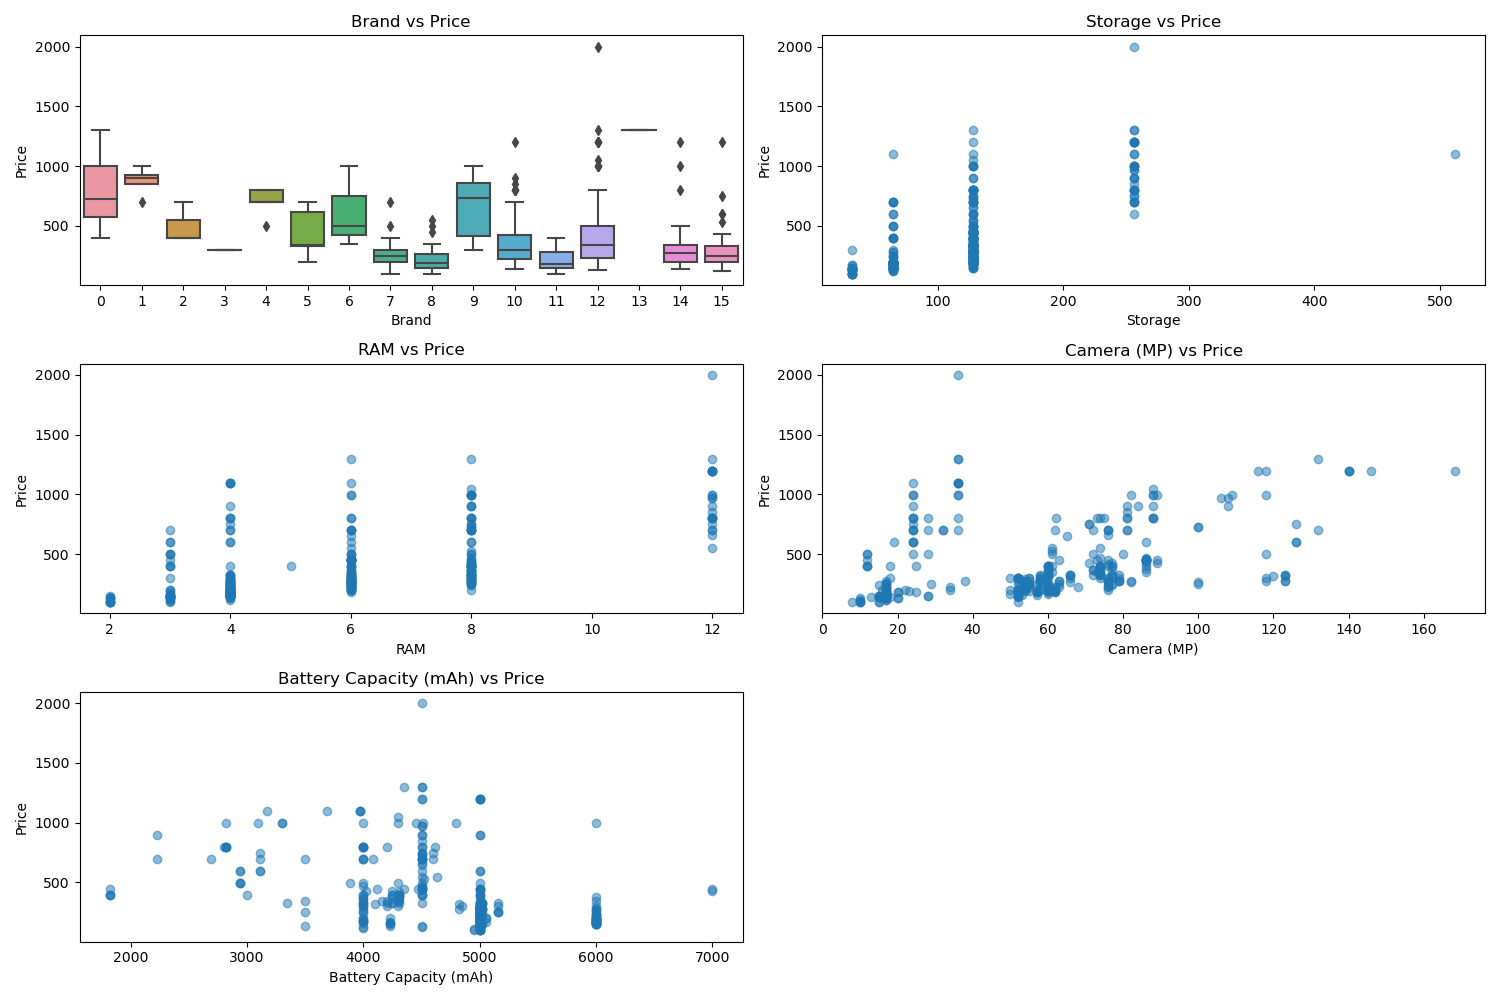 Brand vs Price
2000
1500
1000
500
Price
0 1 2 3 4 5 6 7 8 9 10 11 12 13 14 15
Brand
Storage vs Price
2000
1500
1000
500
Price
100 200 300 400 500
Storage
RAM vs Price
2000
1500
1000
500
Price
2 4 6 8 10 12
RAM
Camera (MP) vs Price
2000
1500
1000
500
Price
0 20 40 60 80 100 120 140 160
Camera (MP)
Battery Capacity (mAh) vs Price
2000
1500
1000
500
Price
2000 3000 4000 5000 6000 7000
Battery Capacity (mAh)